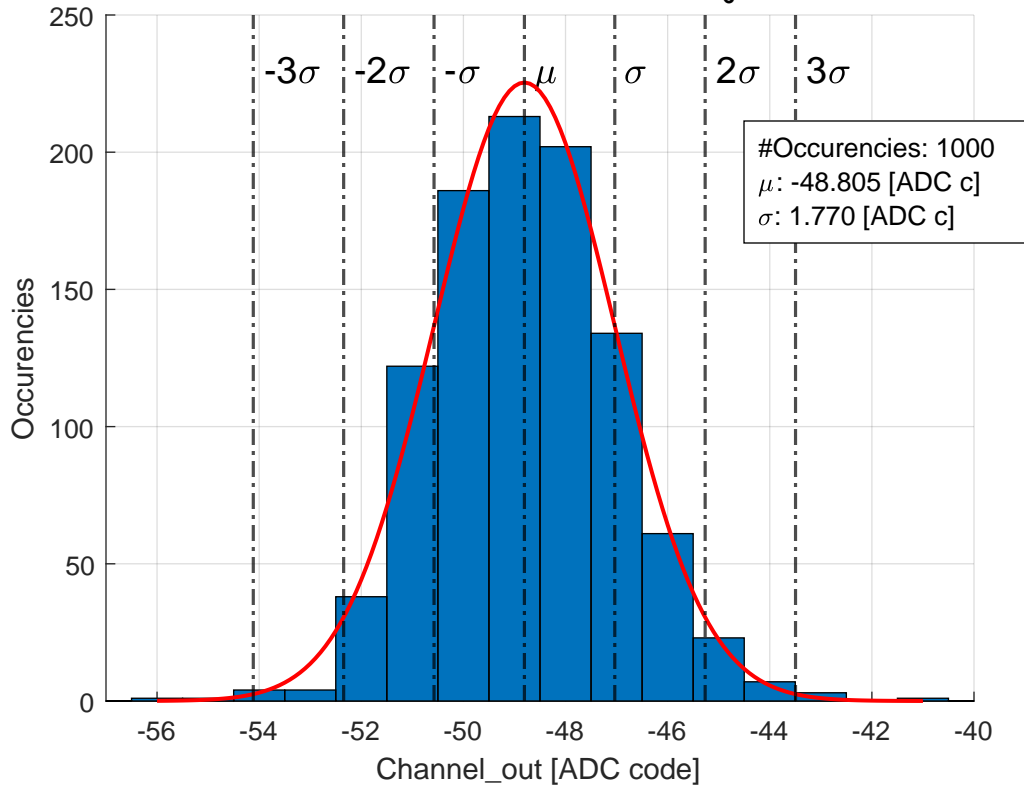 250
-3σ -2σ -σ μ σ 2σ 3σ
#Occurencies: 1000
μ: -48.805 [ADC c]
σ: 1.770 [ADC c]
200
150
100
50
0
Occurencies
-56 -54 -52 -50 -48 -46 -44 -42 -40
Channel_out [ADC code]